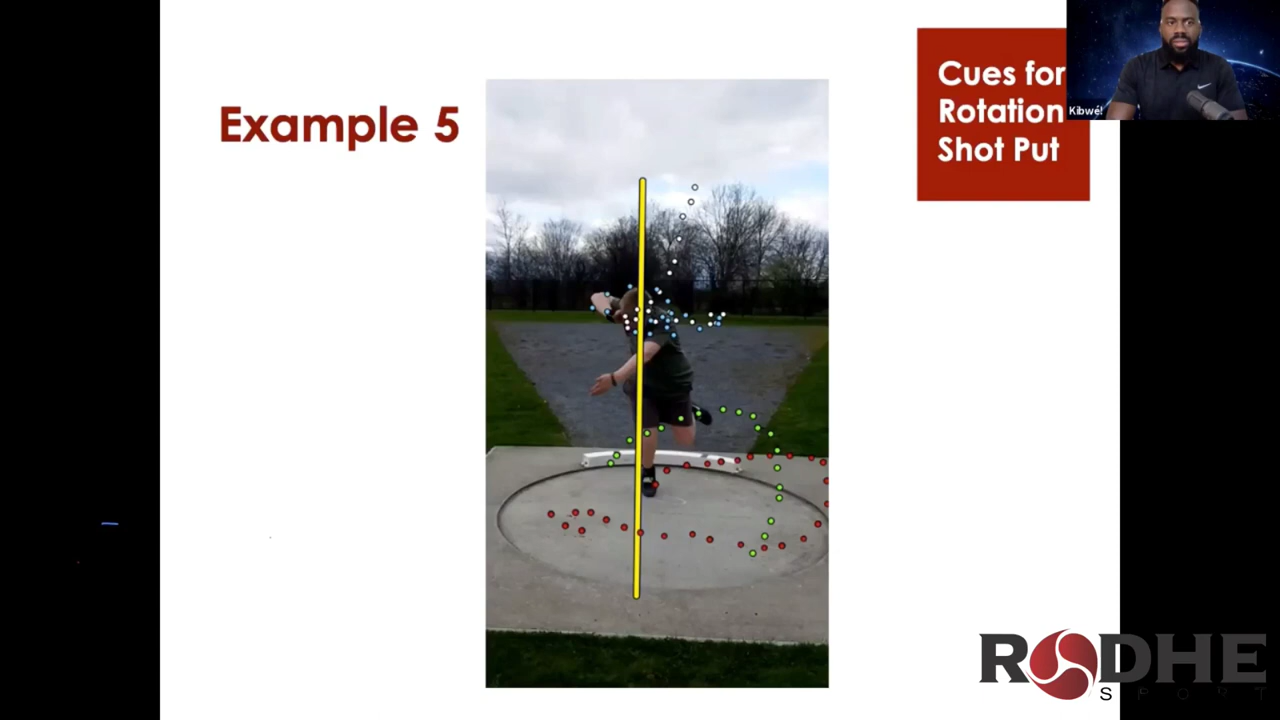 Example 5
Cues for
Rotation
Shot Put
Kibwé!
RODHE
SPORT